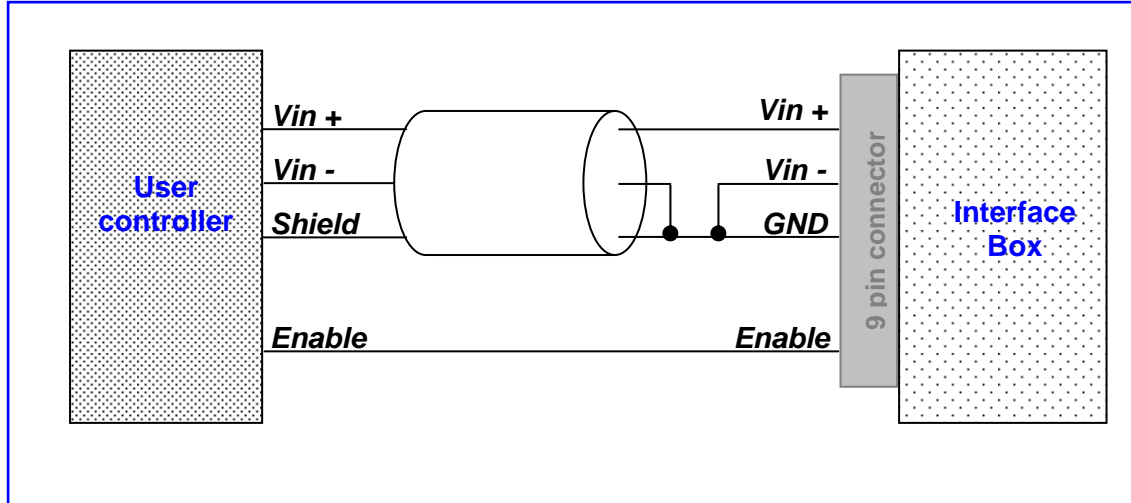 User
controller
Vin +
Vin -
Shield
Enable
Vin +
Vin -
GND
Enable
9 pin connector
Interface
Box